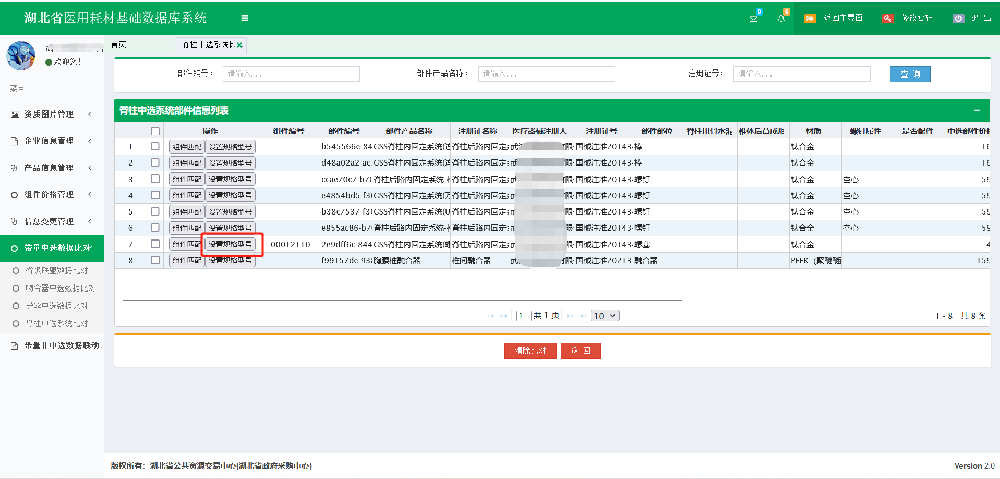 湖北省医用耗材基础数据库系统
0
6
返回主界面
修改密码
退 出
武
欢迎您！
菜单
资质图片管理
企业信息管理
产品信息管理
组件价格管理
信息变更管理
带量中选数据比对
省级联盟数据比对
吻合器中选数据比对
导丝中选数据比对
脊柱中选系统比对
带量非中选数据联动
首页
脊柱中选系统比
部件编号： 请输入...
部件产品名称： 请输入...
注册证号： 请输入...
查 询
脊柱中选系统部件信息列表
操作 组件编号 部件编号 部件产品名称 注册证名称 医疗器械注册人 注册证号 部件部位 脊柱用骨水泥 椎体后凸成形 材质 螺钉属性 是否配件 中选部件价格
1 组件匹配 设置规格型号 b545566e-84 GSS脊柱内固定系统(连 脊柱后路内固定系 武 限 国械注准201434 棒 钛合金 16
2 组件匹配 设置规格型号 d48a02a2-ac GSS脊柱内固定系统(连 脊柱后路内固定系 武 有限 国械注准201434 棒 钛合金 16
3 组件匹配 设置规格型号 ccae70c7-b70 脊柱后路内固定系统-椎 脊柱后路内固定系 武 有限 国械注准201434 螺钉 钛合金 空心 59
4 组件匹配 设置规格型号 e4854bd5-f30 GSS脊柱内固定系统(万 脊柱后路内固定系 武 限 国械注准201434 螺钉 钛合金 空心 59
5 组件匹配 设置规格型号 b38c7537-f30 GSS脊柱内固定系统(U 脊柱后路内固定系 武 限 国械注准201434 螺钉 钛合金 空心 59
6 组件匹配 设置规格型号 e855ac86-b70 脊柱后路内固定系统-椎 脊柱后路内固定系 武 限 国械注准201434 螺钉 钛合金 空心 59
7 组件匹配 设置规格型号 00012110 2e9dff6c-844 GSS脊柱内固定系统(螺 脊柱后路内固定系 武 限 国械注准201434 螺塞 钛合金 4
8 组件匹配 设置规格型号 f99157de-938 胸腰椎融合器 椎间融合器 武 有限 国械注准20213 融合器 PEEK（聚醚醚 159
1 共 1 页 10
1 - 8 共 8 条
清除比对 返 回
版权所有：湖北省公共资源交易中心(湖北省政府采购中心)
Version 2.0